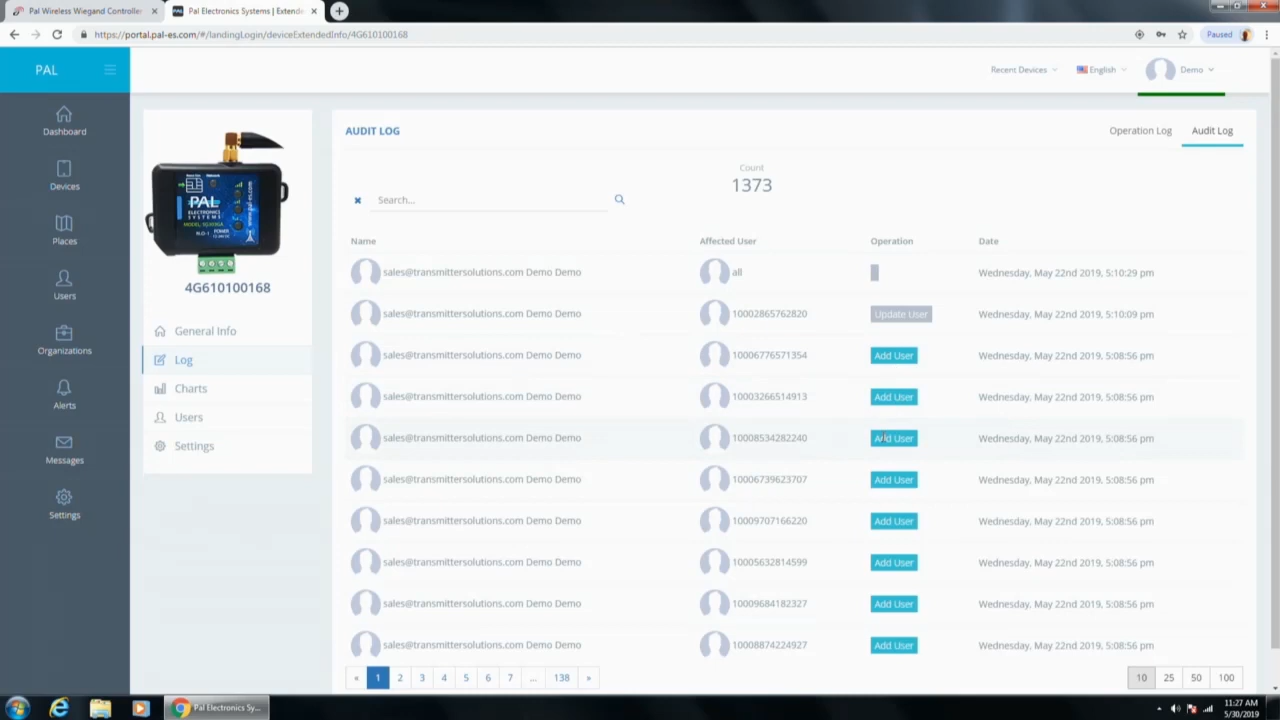 Pal Wireless Wiegand Controller
Pal Electronics Systems | Extende
https://portal.pal-es.com/#/landingLogin/deviceExtendedInfo/4G610100168
Paused
PAL
Recent Devices
English
Demo
Dashboard
Devices
Places
Users
Organizations
Alerts
Messages
Settings
PAL
ELECTRONICS
SYSTEMS
4G610100168
General Info
Log
Charts
Users
Settings
AUDIT LOG
Operation Log
Audit Log
Count
1373
Search...
Name Affected User Operation Date
sales@transmittersolutions.com Demo Demo all Wednesday, May 22nd 2019, 5:10:29 pm
sales@transmittersolutions.com Demo Demo 10002865762820 Update User Wednesday, May 22nd 2019, 5:10:09 pm
sales@transmittersolutions.com Demo Demo 10006776571354 Add User Wednesday, May 22nd 2019, 5:08:56 pm
sales@transmittersolutions.com Demo Demo 10003266514913 Add User Wednesday, May 22nd 2019, 5:08:56 pm
sales@transmittersolutions.com Demo Demo 10008534282240 Add User Wednesday, May 22nd 2019, 5:08:56 pm
sales@transmittersolutions.com Demo Demo 10006739623707 Add User Wednesday, May 22nd 2019, 5:08:56 pm
sales@transmittersolutions.com Demo Demo 10009707166220 Add User Wednesday, May 22nd 2019, 5:08:56 pm
sales@transmittersolutions.com Demo Demo 10005632814599 Add User Wednesday, May 22nd 2019, 5:08:56 pm
sales@transmittersolutions.com Demo Demo 10009684182327 Add User Wednesday, May 22nd 2019, 5:08:56 pm
sales@transmittersolutions.com Demo Demo 10008874224927 Add User Wednesday, May 22nd 2019, 5:08:56 pm
« 1 2 3 4 5 6 7 ... 138 »
10 25 50 100
Pal Electronics Sy...
11:27 AM
5/30/2019